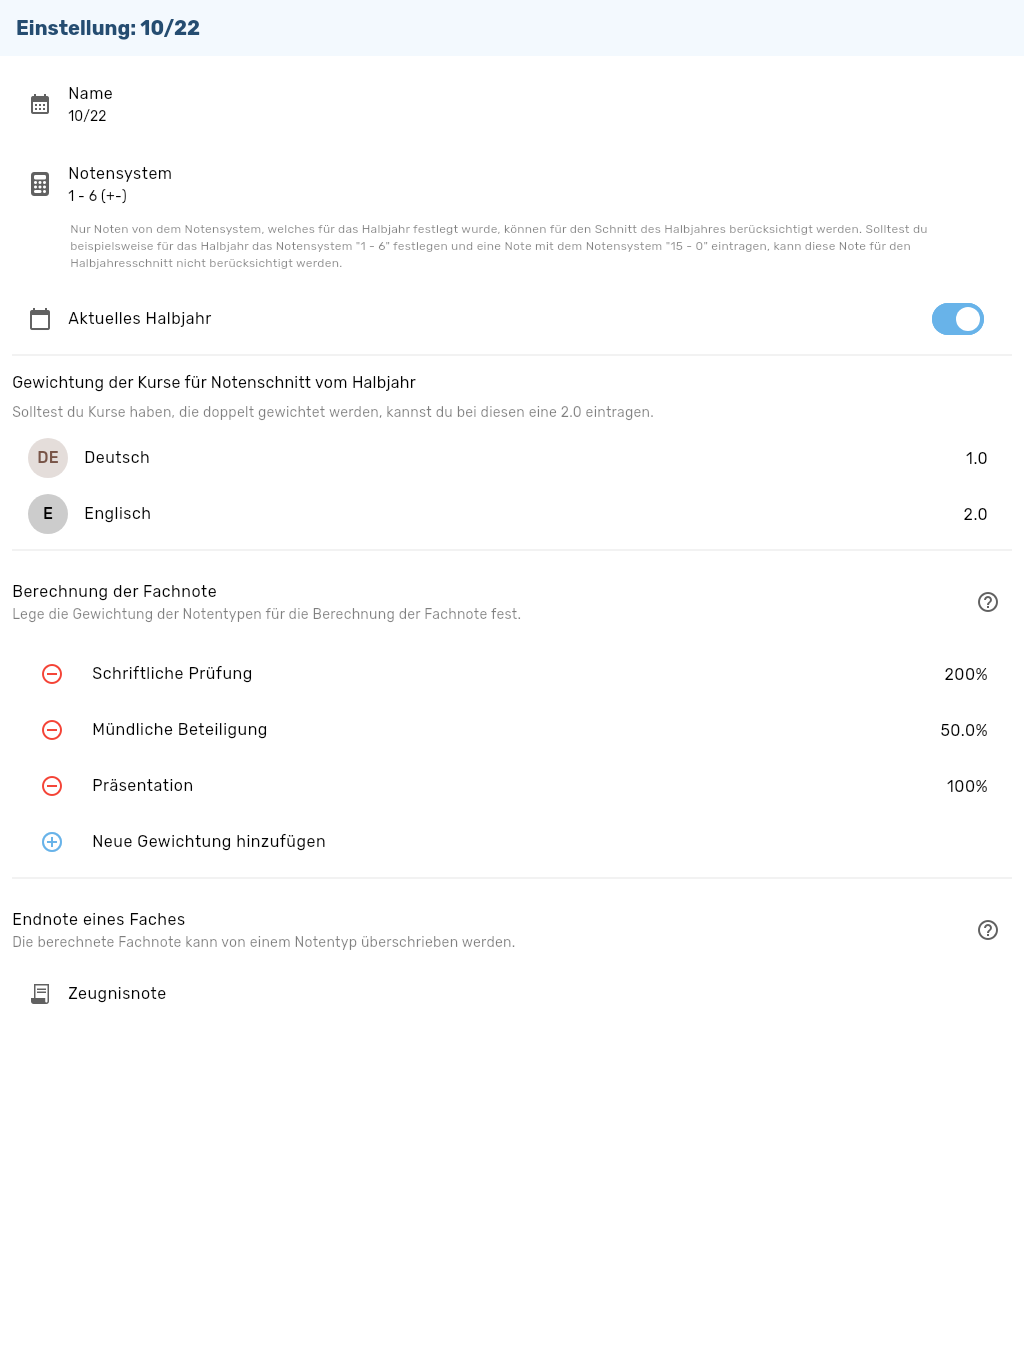 Einstellung: 10/22
Name
10/22
Notensystem
1 - 6 (+-)
Nur Noten von dem Notensystem, welches für das Halbjahr festlegt wurde, können für den Schnitt des Halbjahres berücksichtigt werden. Solltest du
beispielsweise für das Halbjahr das Notensystem "1 - 6" festlegen und eine Note mit dem Notensystem "15 - 0" eintragen, kann diese Note für den
Halbjahresschnitt nicht berücksichtigt werden.
Aktuelles Halbjahr
Gewichtung der Kurse für Notenschnitt vom Halbjahr
Solltest du Kurse haben, die doppelt gewichtet werden, kannst du bei diesen eine 2.0 eintragen.
DE Deutsch 1.0
E Englisch 2.0
Berechnung der Fachnote
Lege die Gewichtung der Notentypen für die Berechnung der Fachnote fest.
Schriftliche Prüfung 200%
Mündliche Beteiligung 50.0%
Präsentation 100%
Neue Gewichtung hinzufügen
Endnote eines Faches
Die berechnete Fachnote kann von einem Notentyp überschrieben werden.
Zeugnisnote